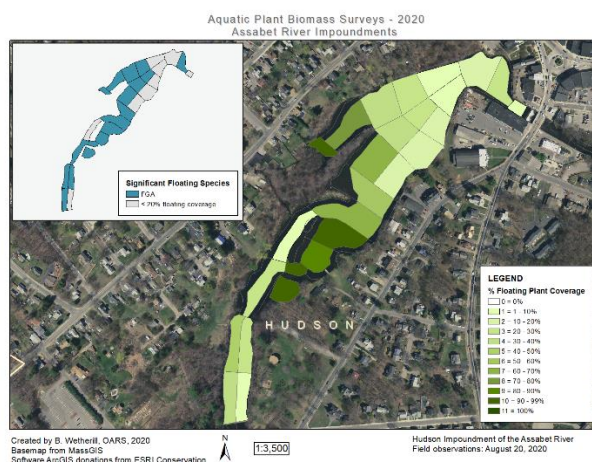 Aquatic Plant Biomass Surveys - 2020
Assabet River Impoundments
Significant Floating Species
FGA
< 20% floating coverage
HUDSON
LEGEND
% Floating Plant Coverage
0 = 0%
1 = 1 - 10%
2 = 10 - 20%
3 = 20 - 30%
4 = 30 - 40%
5 = 40 - 50%
6 = 50 - 60%
7 = 60 - 70%
8 = 70 - 80%
9 = 80 - 90%
10 = 90 - 99%
11 = 100%
Created by B. Wetherill, OARS, 2020
Basemap from MassGIS
Software ArcGIS donations from ESRI Conservation
N
1:3,500
Hudson Impoundment of the Assabet River
Field observations: August 20, 2020